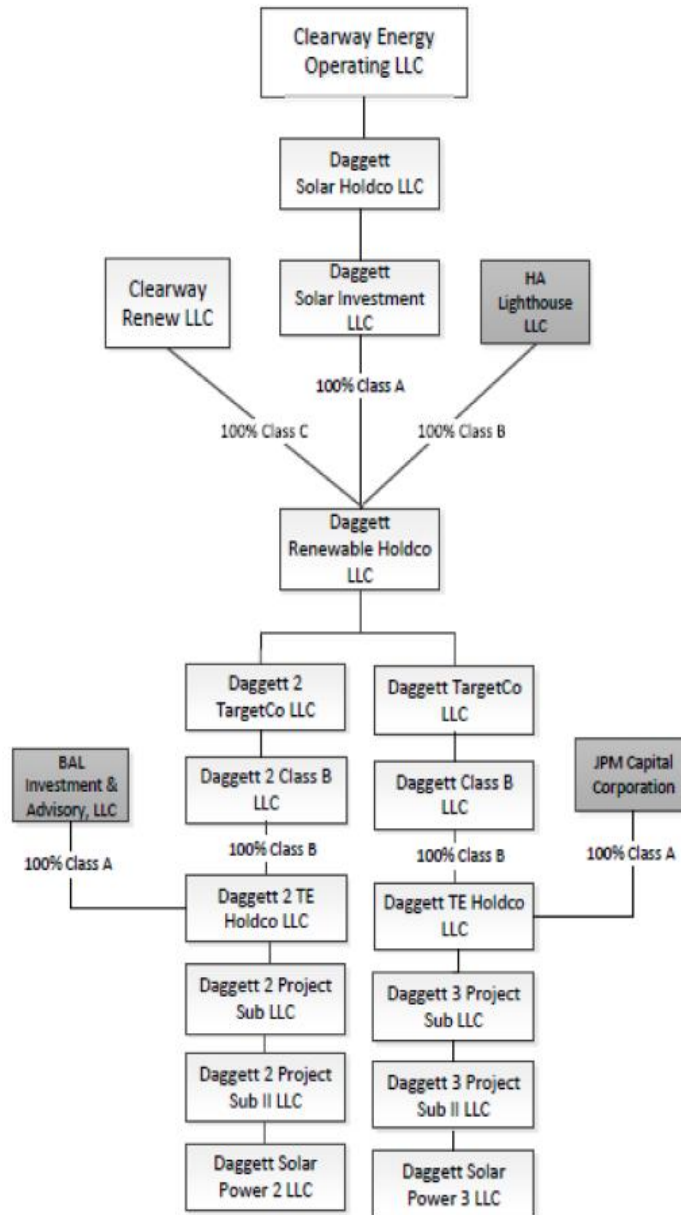 Clearway Energy
Operating LLC
Daggett
Solar Holdco LLC
Clearway
Renew LLC
Daggett
Solar Investment
LLC
HA
Lighthouse
LLC
100% Class A
100% Class C
100% Class B
Daggett
Renewable Holdco
LLC
Daggett 2
TargetCo LLC
Daggett TargetCo
LLC
BAL
Investment &
Advisory, LLC
Daggett 2 Class B
LLC
Daggett Class B
LLC
JPM Capital
Corporation
100% Class A
100% Class B
100% Class B
100% Class A
Daggett 2 TE
Holdco LLC
Daggett TE Holdco
LLC
Daggett 2 Project
Sub LLC
Daggett 3 Project
Sub LLC
Daggett 2 Project
Sub II LLC
Daggett 3 Project
Sub II LLC
Daggett Solar
Power 2 LLC
Daggett Solar
Power 3 LLC